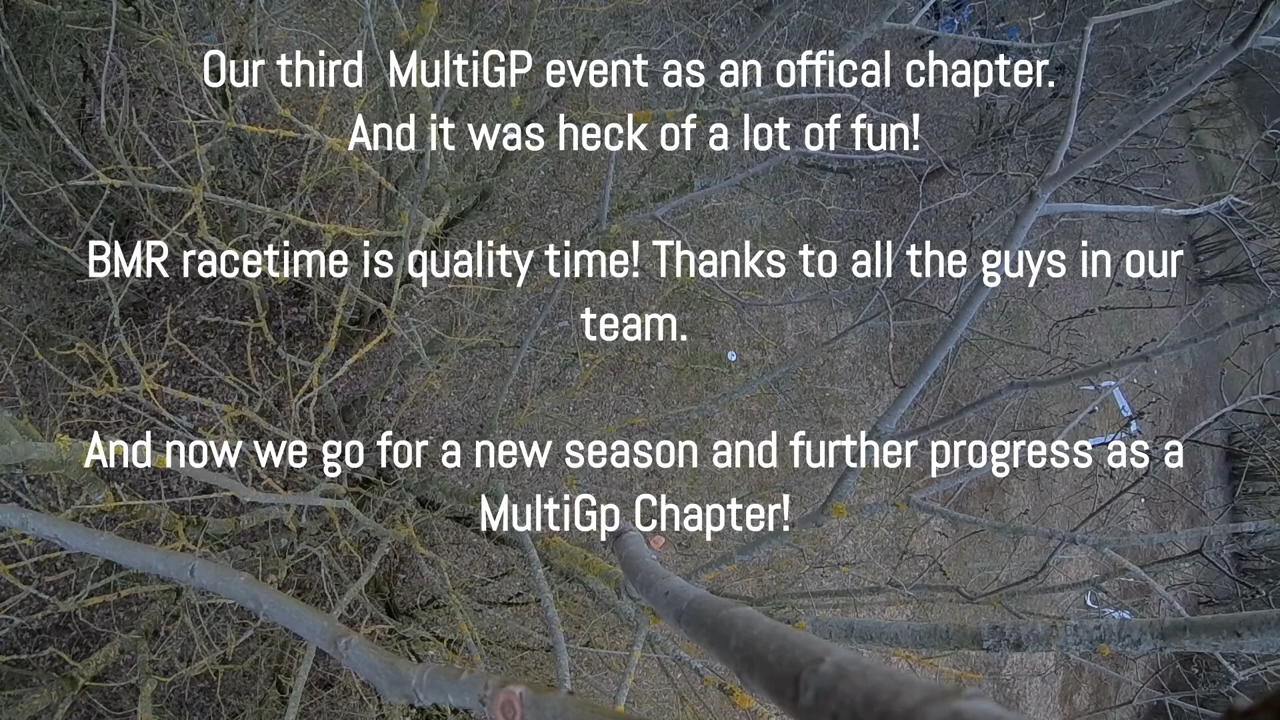 Our third  MultiGP event as an offical chapter.
And it was heck of a lot of fun!
BMR racetime is quality time! Thanks to all the guys in our
team.
And now we go for a new season and further progress as a
MultiGp Chapter!